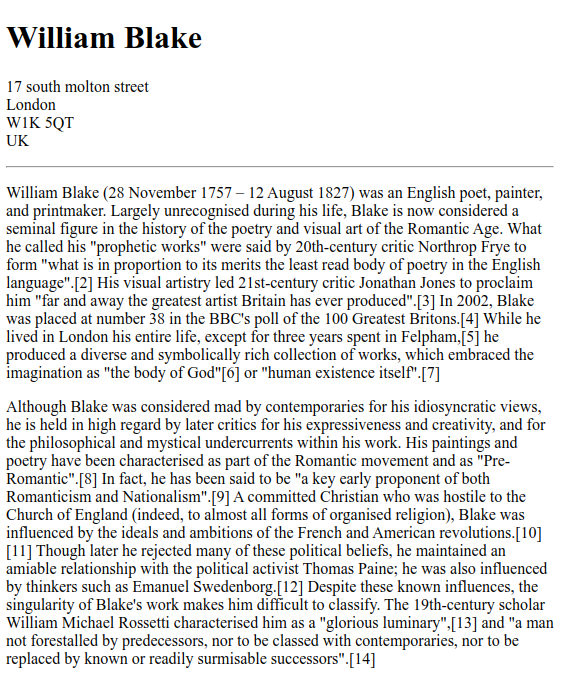 William Blake
17 south molton street
London
W1K 5QT
UK
William Blake (28 November 1757 – 12 August 1827) was an English poet, painter,
and printmaker. Largely unrecognised during his life, Blake is now considered a
seminal figure in the history of the poetry and visual art of the Romantic Age. What
he called his "prophetic works" were said by 20th-century critic Northrop Frye to
form "what is in proportion to its merits the least read body of poetry in the English
language".[2] His visual artistry led 21st-century critic Jonathan Jones to proclaim
him "far and away the greatest artist Britain has ever produced".[3] In 2002, Blake
was placed at number 38 in the BBC's poll of the 100 Greatest Britons.[4] While he
lived in London his entire life, except for three years spent in Felpham,[5] he
produced a diverse and symbolically rich collection of works, which embraced the
imagination as "the body of God"[6] or "human existence itself".[7]
Although Blake was considered mad by contemporaries for his idiosyncratic views,
he is held in high regard by later critics for his expressiveness and creativity, and for
the philosophical and mystical undercurrents within his work. His paintings and
poetry have been characterised as part of the Romantic movement and as "Pre-
Romantic".[8] In fact, he has been said to be "a key early proponent of both
Romanticism and Nationalism".[9] A committed Christian who was hostile to the
Church of England (indeed, to almost all forms of organised religion), Blake was
influenced by the ideals and ambitions of the French and American revolutions.[10]
[11] Though later he rejected many of these political beliefs, he maintained an
amiable relationship with the political activist Thomas Paine; he was also influenced
by thinkers such as Emanuel Swedenborg.[12] Despite these known influences, the
singularity of Blake's work makes him difficult to classify. The 19th-century scholar
William Michael Rossetti characterised him as a "glorious luminary",[13] and "a man
not forestalled by predecessors, nor to be classed with contemporaries, nor to be
replaced by known or readily surmisable successors".[14]